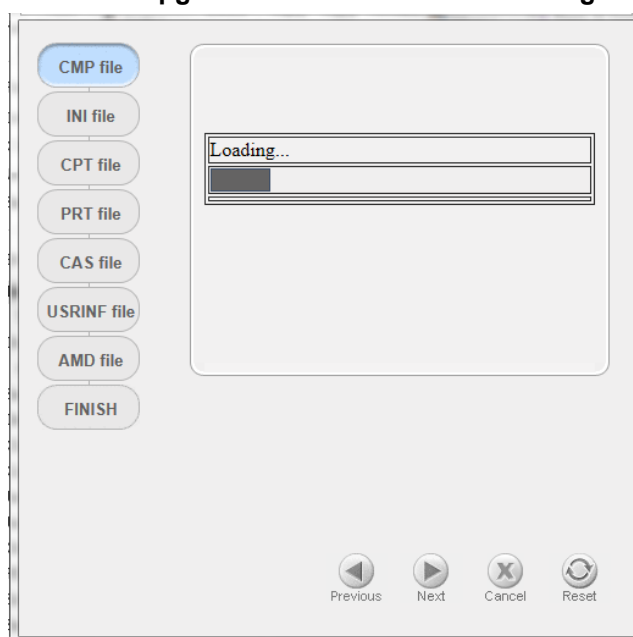 CMP file
INI file
CPT file
PRT file
CAS file
USRINF file
AMD file
FINISH
Loading...
Previous
Next
Cancel
Reset